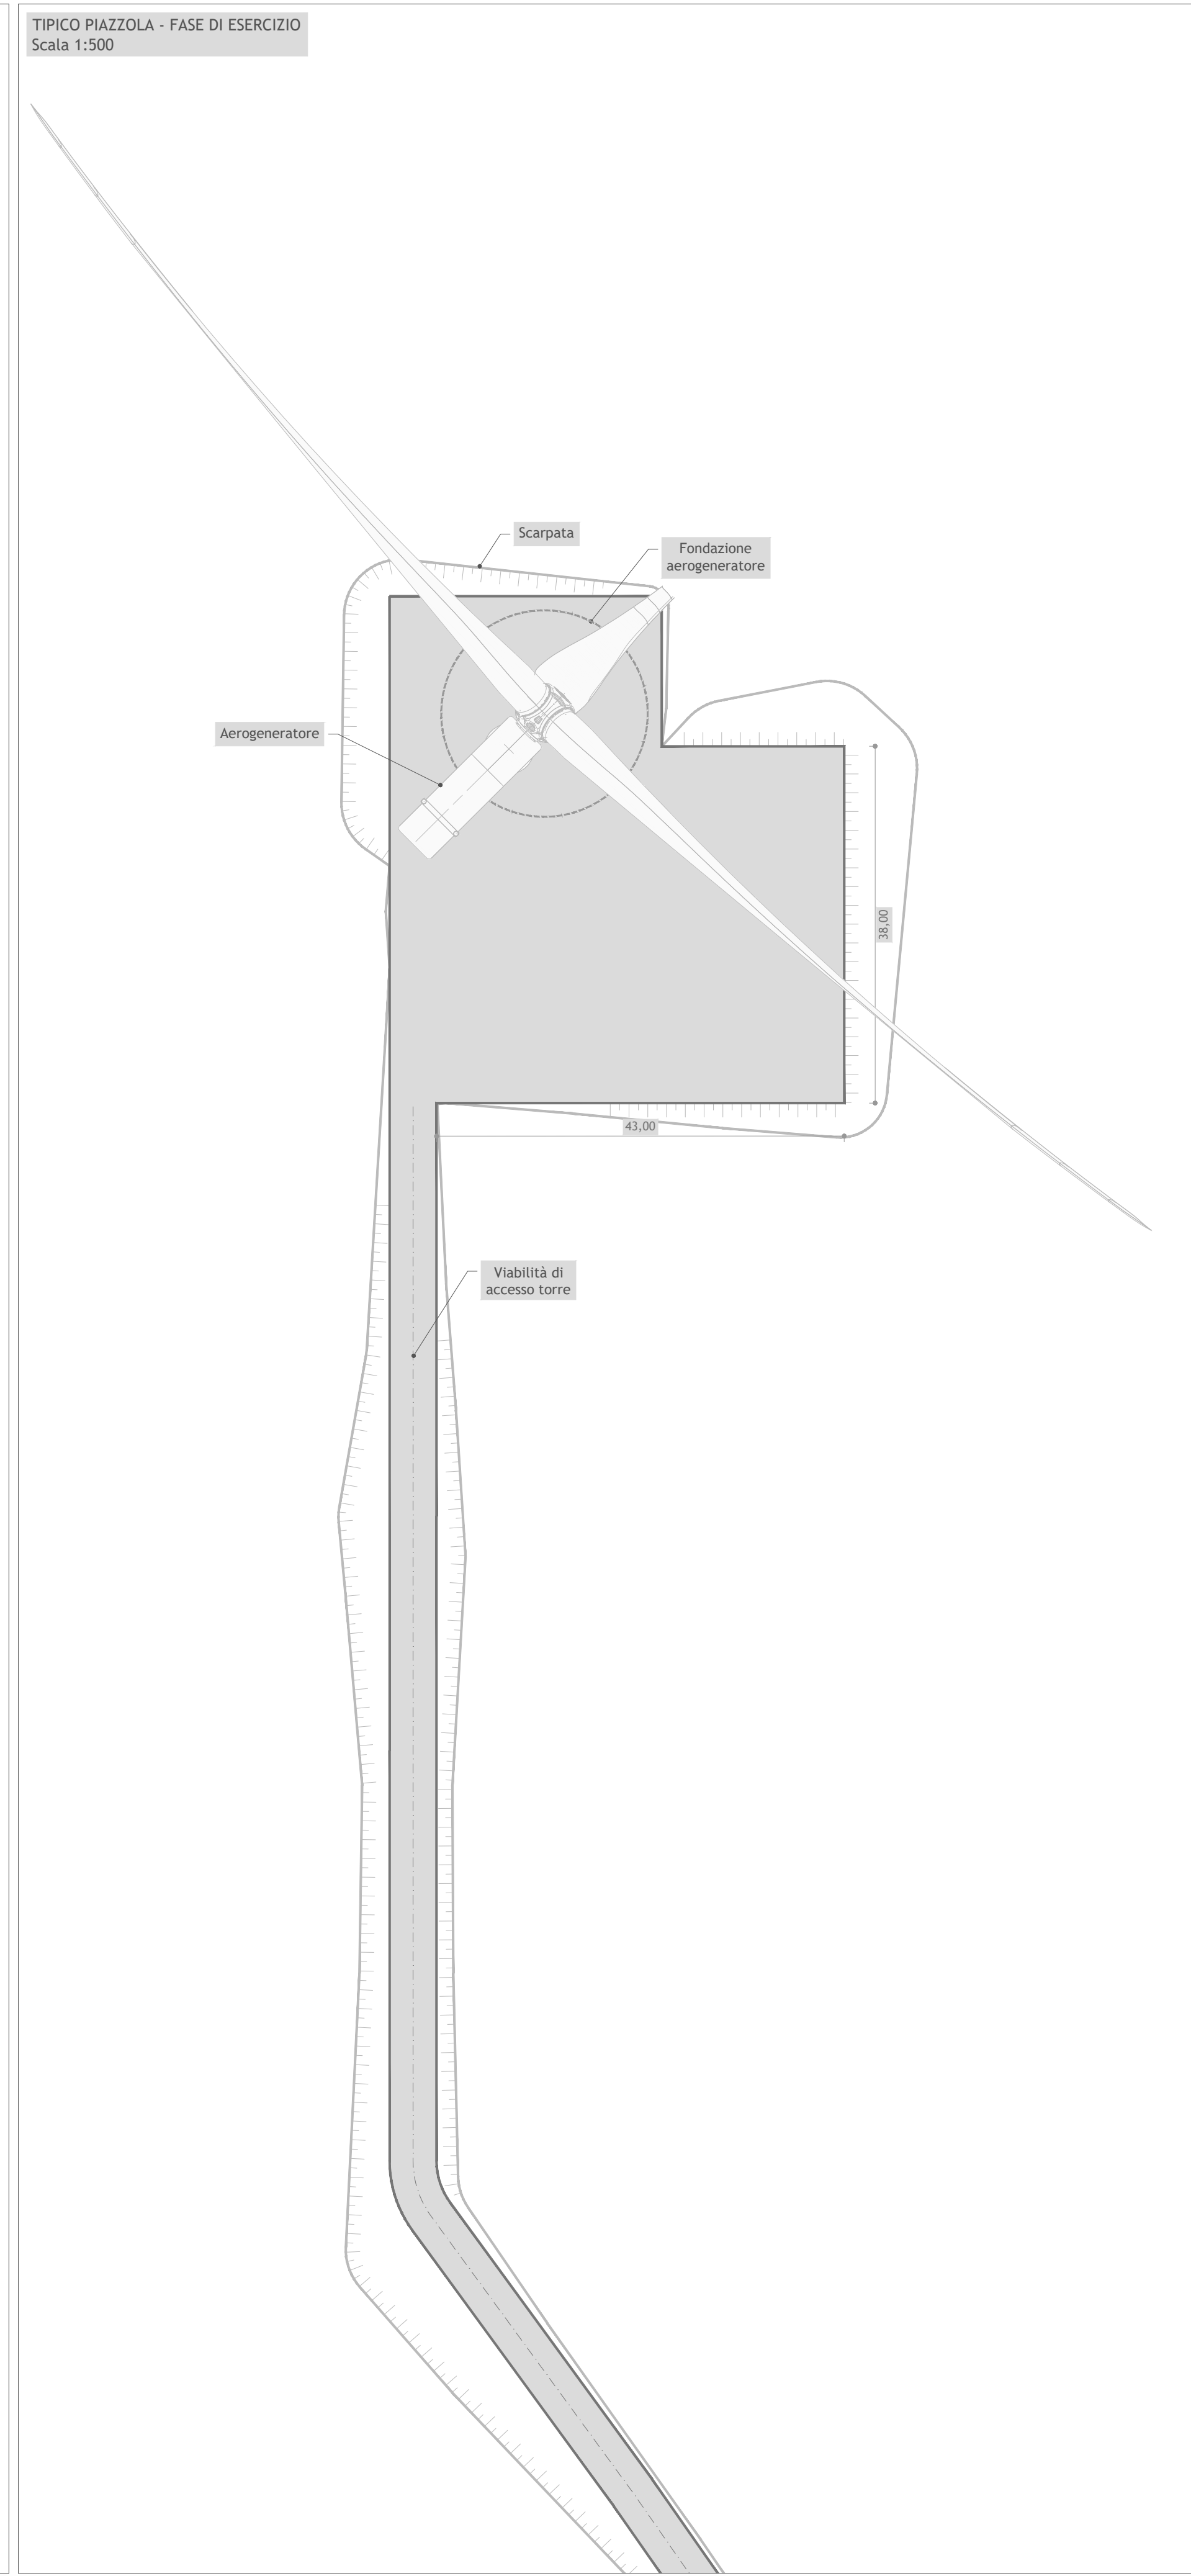 TIPICO PIAZZOLA - FASE DI ESERCIZIO
Scala 1:500
Scarpata
Fondazione
aerogeneratore
Aerogeneratore
38,00
43,00
Viabilità di
accesso torre